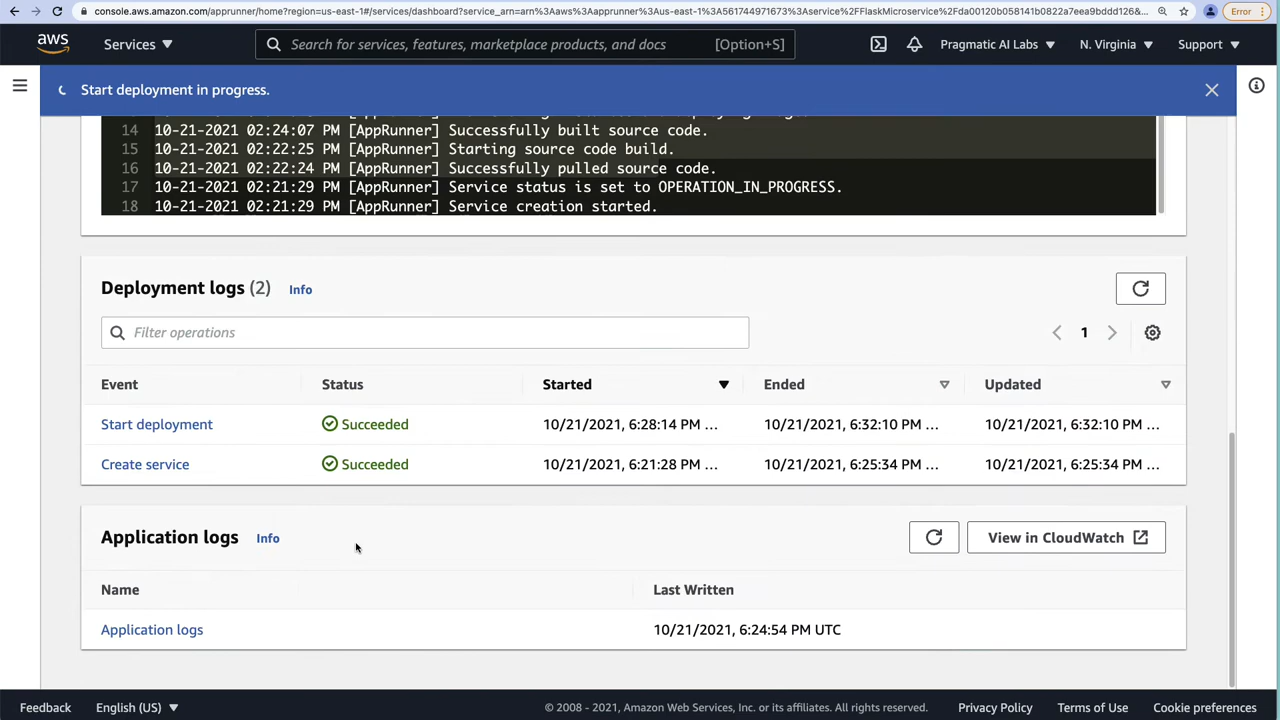 console.aws.amazon.com/apprunner/home?region=us-east-1#/services/dashboard?service_arn=arn%3Aaws%3Aapprunner%3Aus-east-1%3A561744971673%3Aservice%2FFlaskMicroservice%2Fda00120b058141b0822a7eea9bddd126&... Error
aws Services Search for services, features, marketplace products, and docs [Option+S] Pragmatic AI Labs N. Virginia Support
Start deployment in progress.
14 10-21-2021 02:24:07 PM [AppRunner] Successfully built source code.
15 10-21-2021 02:22:25 PM [AppRunner] Starting source code build.
16 10-21-2021 02:22:24 PM [AppRunner] Successfully pulled source code.
17 10-21-2021 02:21:29 PM [AppRunner] Service status is set to OPERATION_IN_PROGRESS.
18 10-21-2021 02:21:29 PM [AppRunner] Service creation started.
Deployment logs (2) Info
Filter operations 1
Event Status Started Ended Updated
Start deployment Succeeded 10/21/2021, 6:28:14 PM ... 10/21/2021, 6:32:10 PM ... 10/21/2021, 6:32:10 PM ...
Create service Succeeded 10/21/2021, 6:21:28 PM ... 10/21/2021, 6:25:34 PM ... 10/21/2021, 6:25:34 PM ...
Application logs Info View in CloudWatch
Name Last Written
Application logs 10/21/2021, 6:24:54 PM UTC
Feedback English (US) © 2008 - 2021, Amazon Web Services, Inc. or its affiliates. All rights reserved. Privacy Policy Terms of Use Cookie preferences